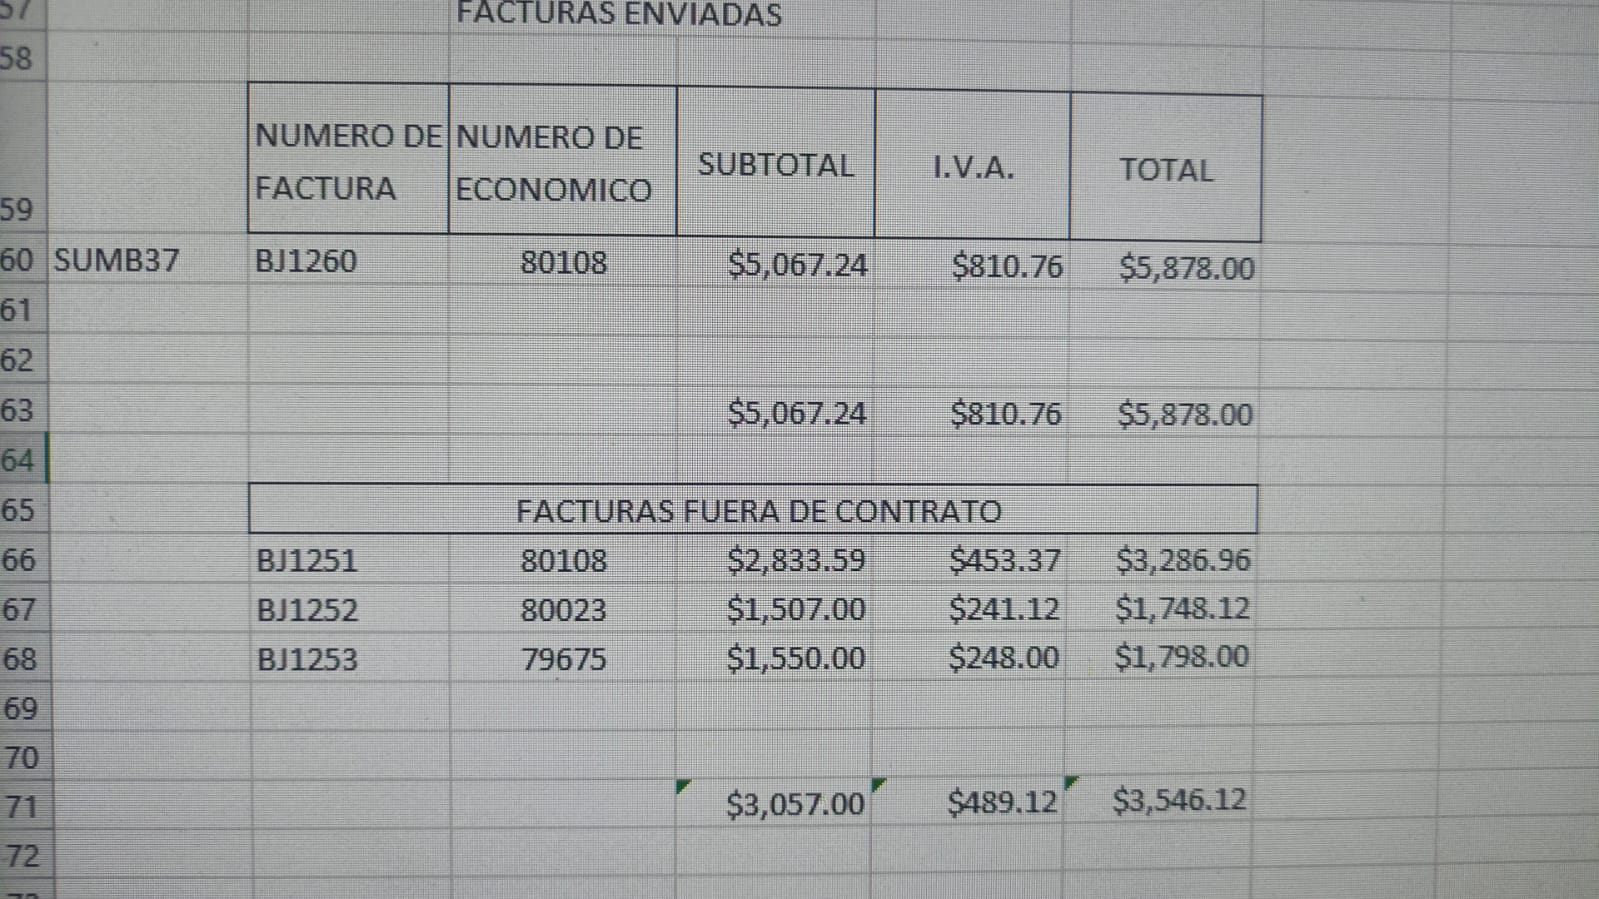 57 FACTURAS ENVIADAS
58
59 NUMERO DE FACTURA NUMERO DE ECONOMICO SUBTOTAL I.V.A. TOTAL
60 SUMB37 BJ1260 80108 $5,067.24 $810.76 $5,878.00
61
62
63 $5,067.24 $810.76 $5,878.00
64
65 FACTURAS FUERA DE CONTRATO
66 BJ1251 80108 $2,833.59 $453.37 $3,286.96
67 BJ1252 80023 $1,507.00 $241.12 $1,748.12
68 BJ1253 79675 $1,550.00 $248.00 $1,798.00
69
70
71 $3,057.00 $489.12 $3,546.12
72